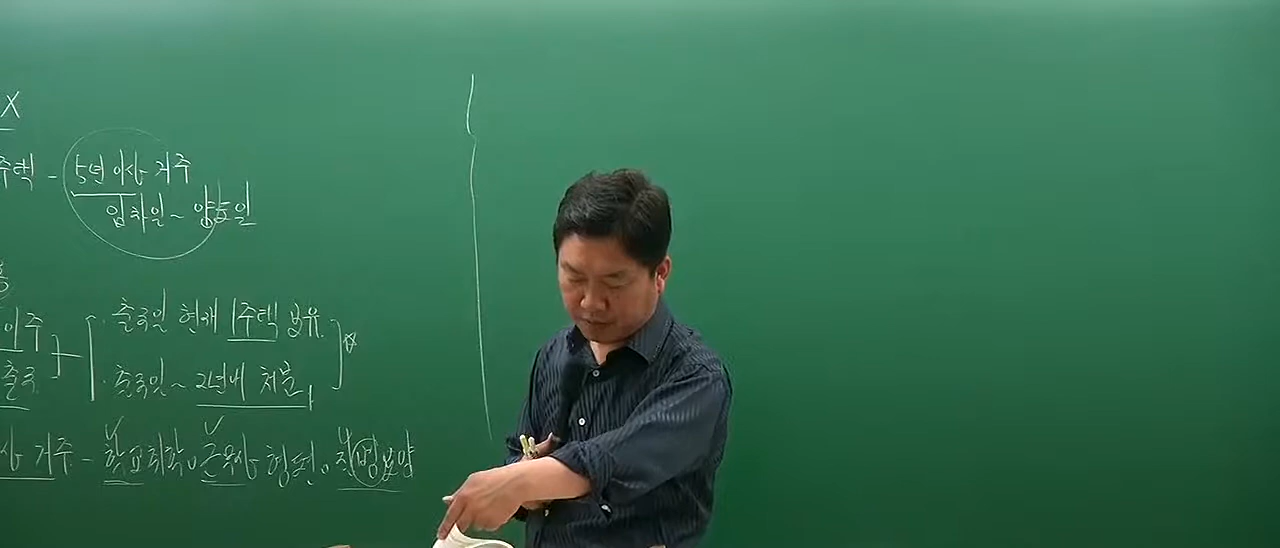 X
주택 - 5년 이상 거주
임차일 ~ 양도일
이주
출국일 현재 1주택 보유
출국
출국일 ~ 2년내 처분
상 거주 - 학교취학, 근무상 형편, 질병요양